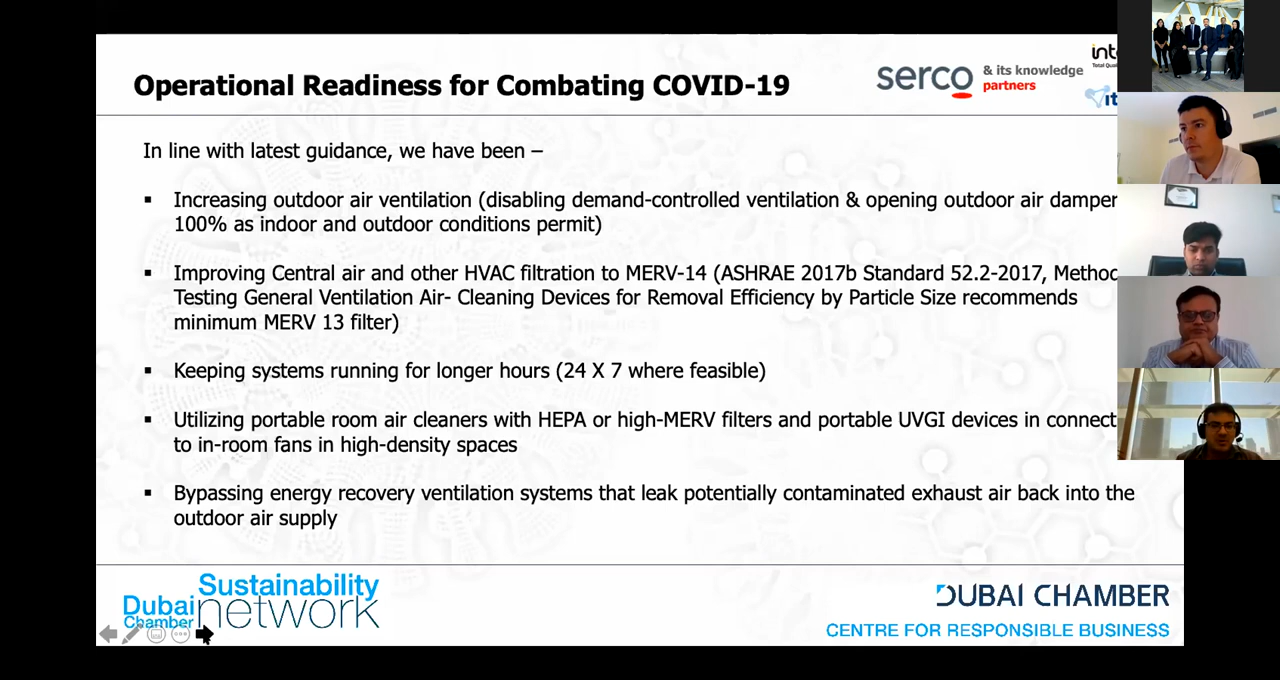 Operational Readiness for Combating COVID-19
serco
& its knowledge
partners
In line with latest guidance, we have been –
▪ Increasing outdoor air ventilation (disabling demand-controlled ventilation & opening outdoor air damper
100% as indoor and outdoor conditions permit)
▪ Improving Central air and other HVAC filtration to MERV-14 (ASHRAE 2017b Standard 52.2-2017,
Testing General Ventilation Air- Cleaning Devices for Removal Efficiency by Particle Size recommends
minimum MERV 13 filter)
▪ Keeping systems running for longer hours (24 X 7 where feasible)
▪ Utilizing portable room air cleaners with HEPA or high-MERV filters and portable UVGI devices in connect
to in-room fans in high-density spaces
▪ Bypassing energy recovery ventilation systems that leak potentially contaminated exhaust air back into the
outdoor air supply
Dubai Chamber Sustainability network
DUBAI CHAMBER
CENTRE FOR RESPONSIBLE BUSINESS